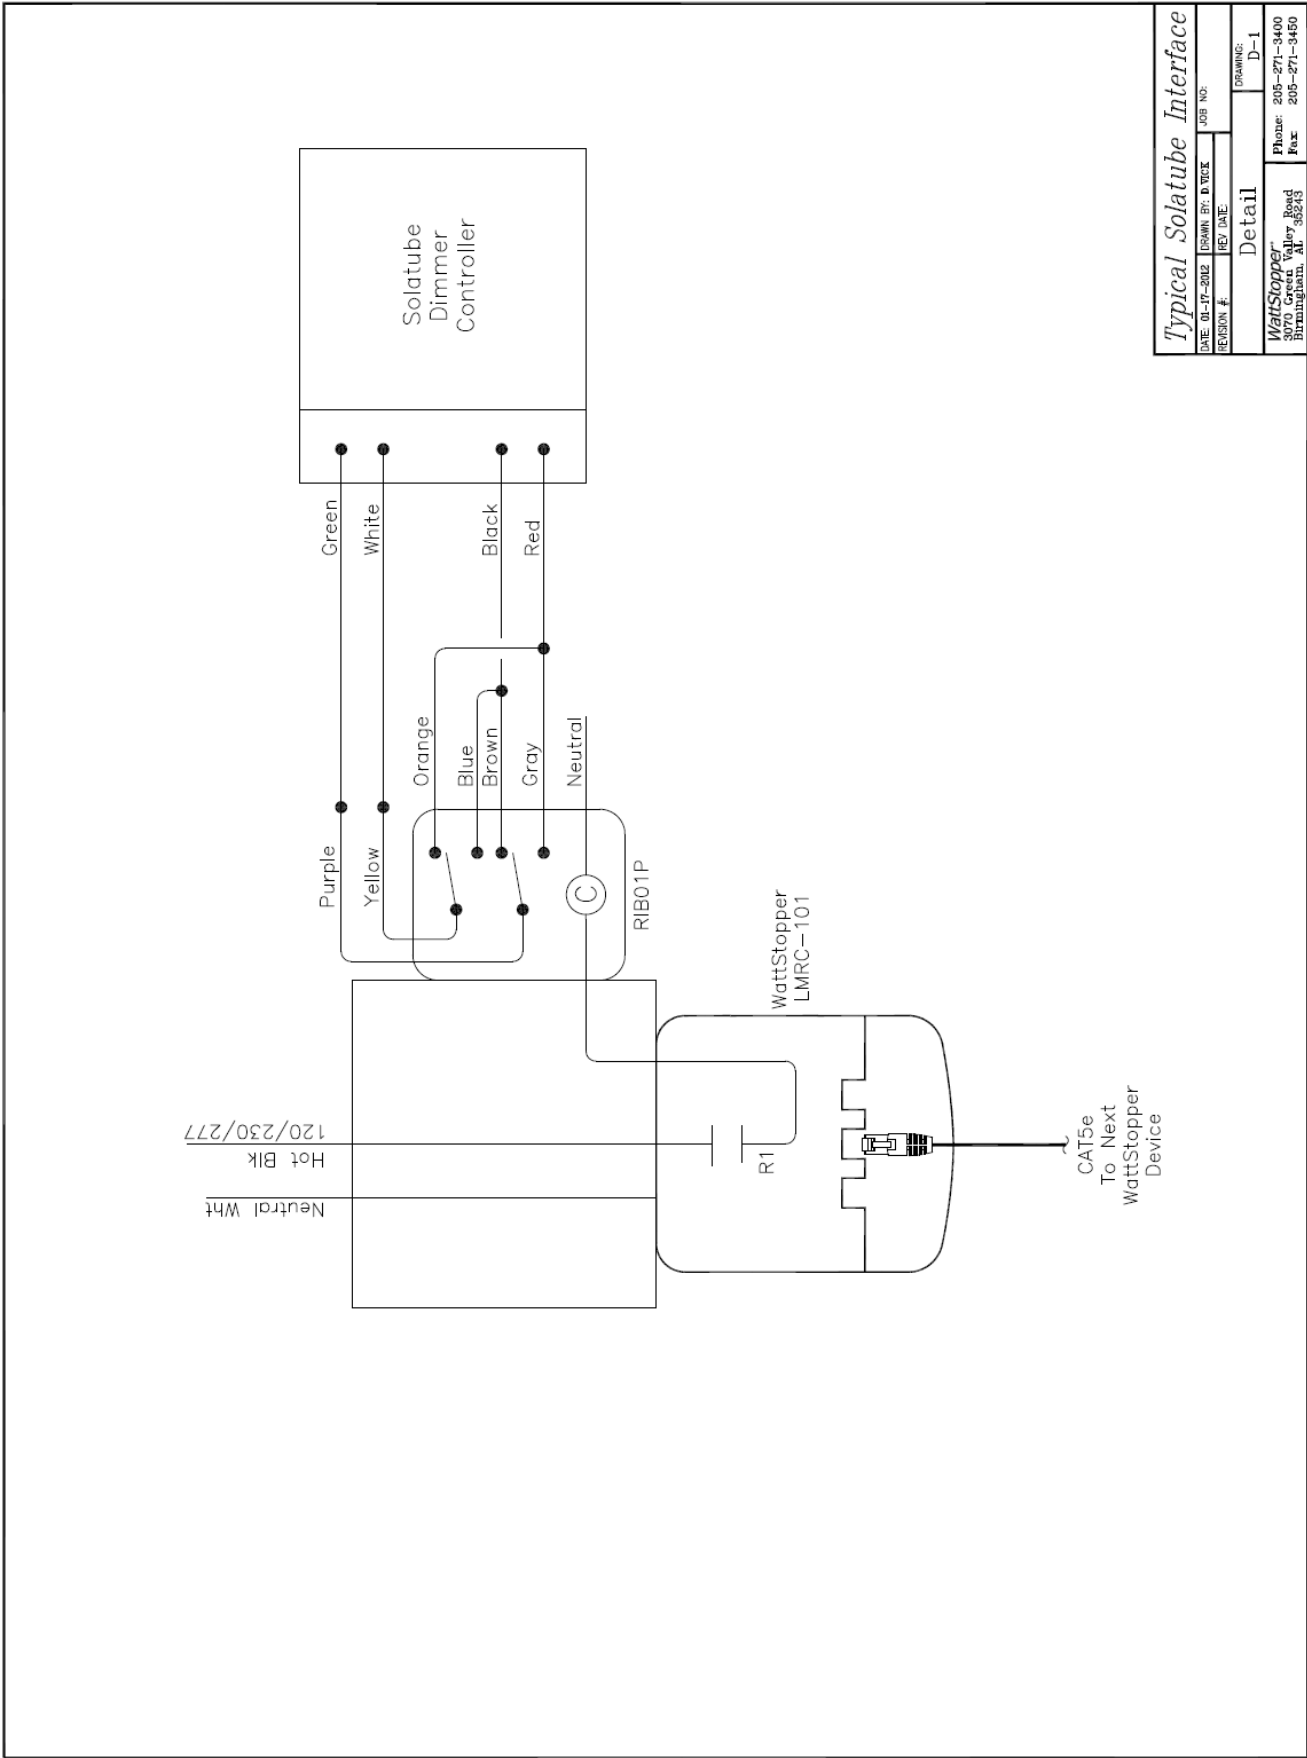 Solatube
Dimmer
Controller
Green
White
Black
Red
Orange
Blue
Brown
Gray
Neutral
Purple
Yellow
C
RIB01P
WattStopper
LMRC-101
120/230/277
Hot Blk
Neutral Wht
R1
CAT5e
To Next
WattStopper
Device
Typical Solatube Interface
DATE: 01-17-2012 DRAWN BY: D.VICK JOB NO:
REVISION #: REV DATE:
Detail
DRAWING:
D-1
WattStopper
3070 Green Valley Road
Birmingham, AL 35243
Phone: 205-271-3400
Fax: 205-271-3450